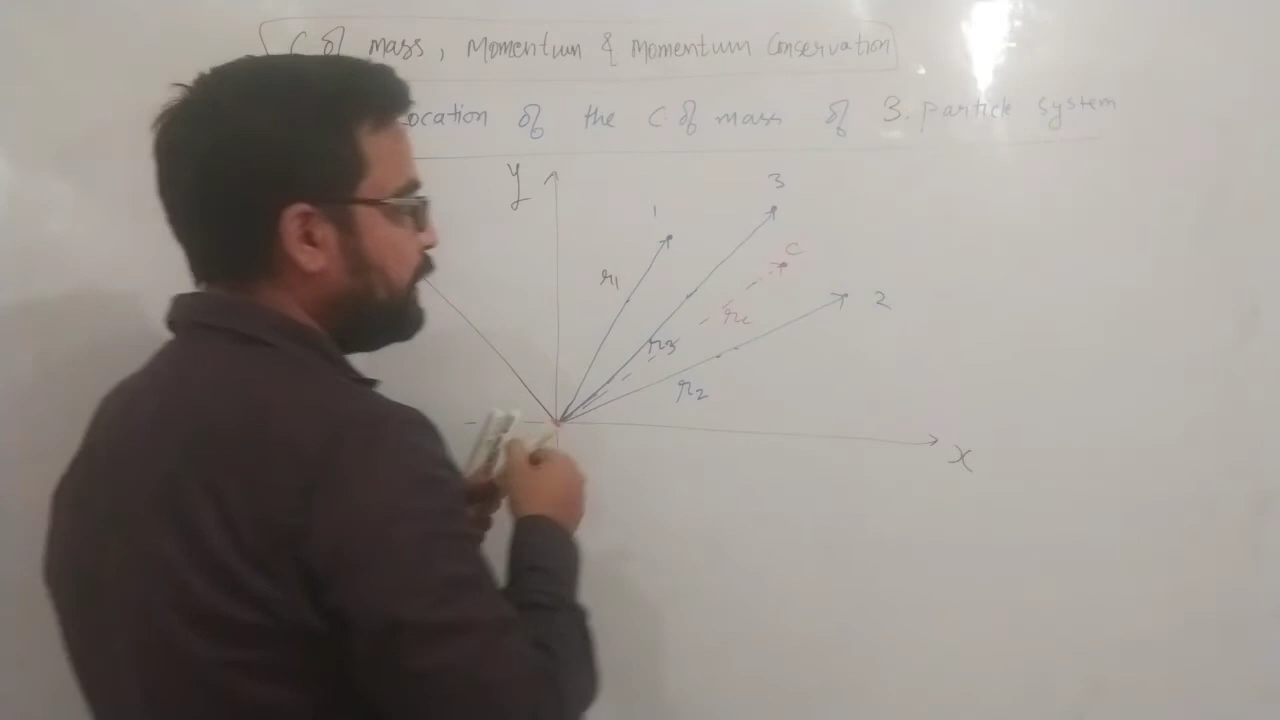 C of mass, Momentum & Momentum Conservation
ocation of the C. of mass of 3. particle system
y
3
1
C
r1
2
rc
r3
r2
x